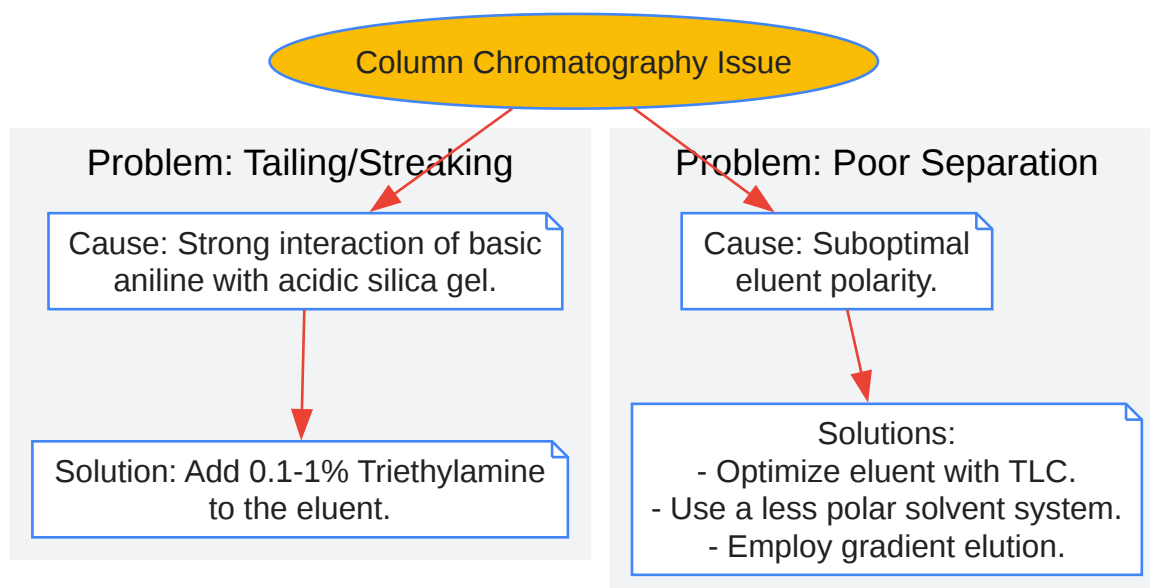 Column Chromatography Issue
Problem: Tailing/Streaking
Cause: Strong interaction of basic
aniline with acidic silica gel.
Solution: Add 0.1-1% Triethylamine
to the eluent.
Problem: Poor Separation
Cause: Suboptimal
eluent polarity.
Solutions:
- Optimize eluent with TLC.
- Use a less polar solvent system.
- Employ gradient elution.